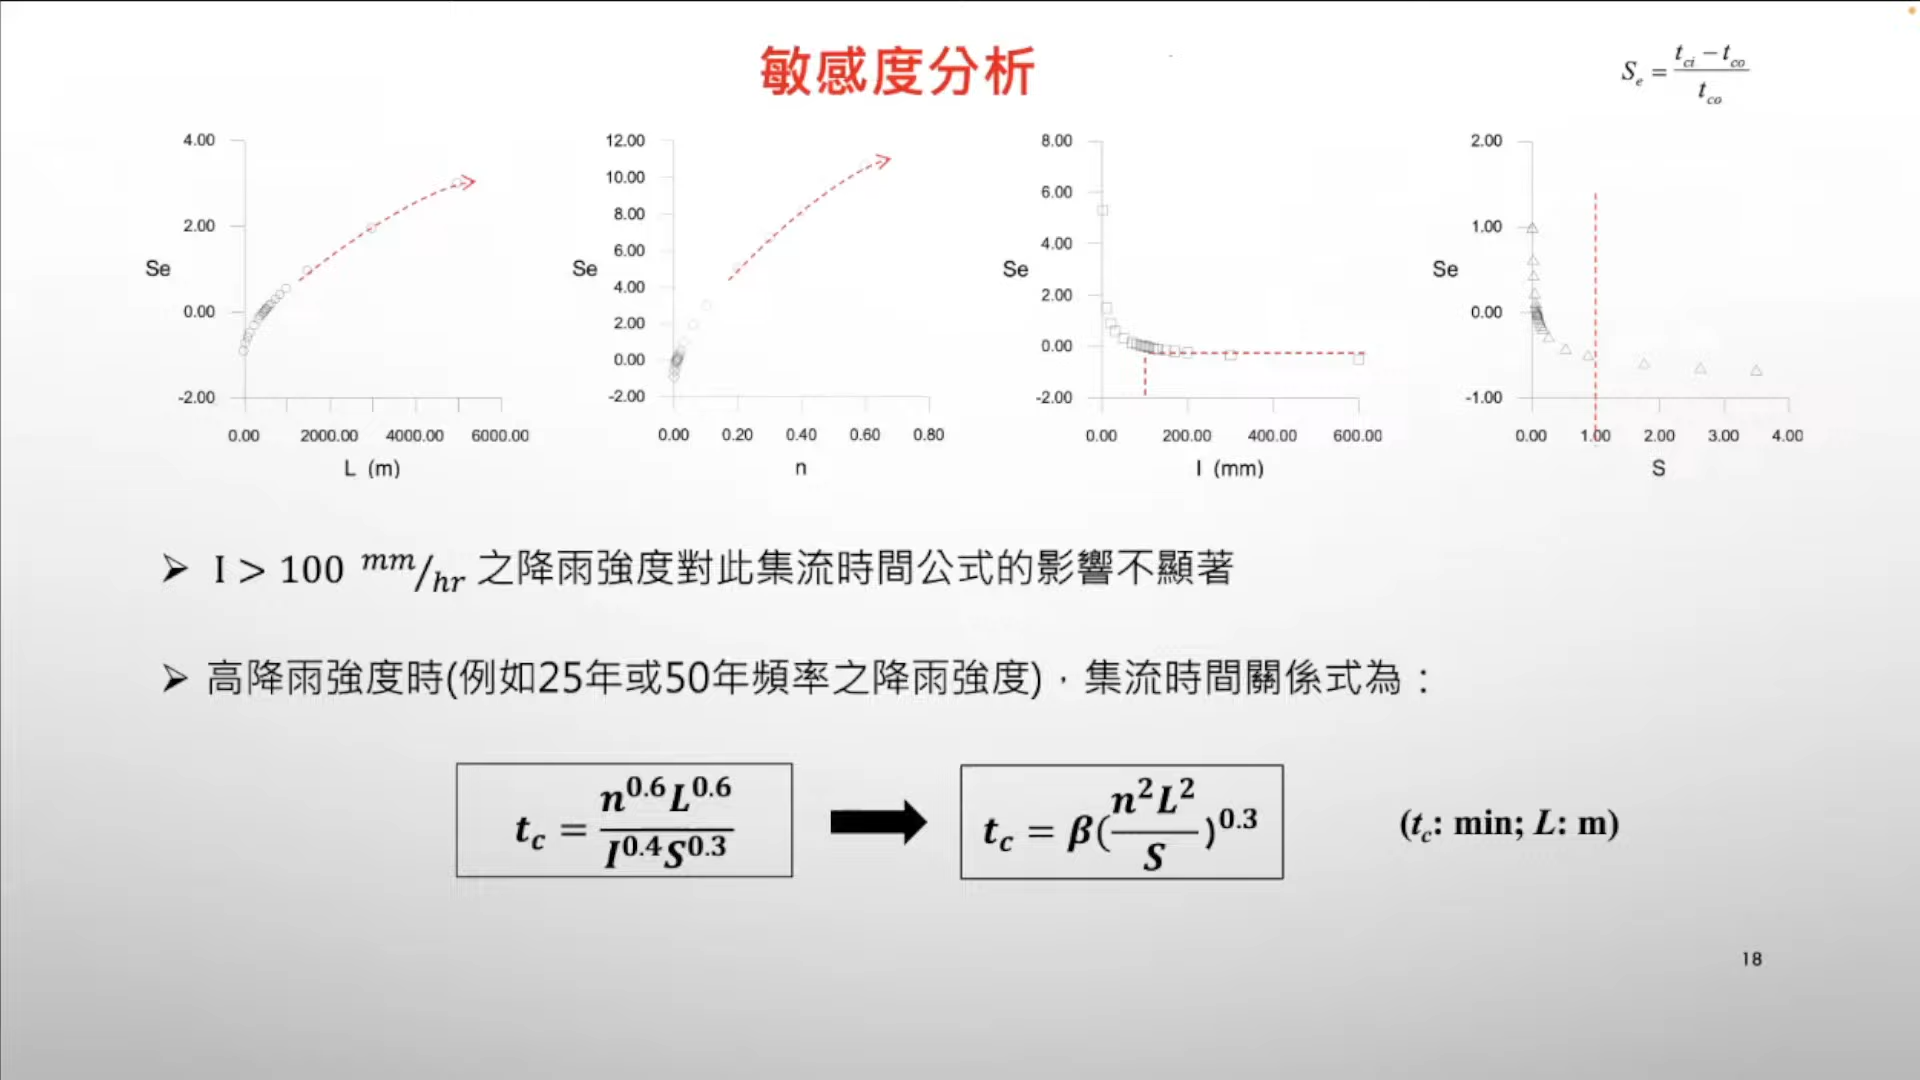 敏感度分析
Se = (tci − tco) / tco
4.00
2.00
0.00
-2.00
Se
0.00 2000.00 4000.00 6000.00
L (m)
12.00
10.00
8.00
6.00
4.00
2.00
0.00
-2.00
Se
0.00 0.20 0.40 0.60 0.80
n
8.00
6.00
4.00
2.00
0.00
-2.00
Se
0.00 200.00 400.00 600.00
I (mm)
2.00
1.00
0.00
-1.00
Se
0.00 1.00 2.00 3.00 4.00
S
➢ I > 100 mm/hr 之降雨強度對此集流時間公式的影響不顯著
➢ 高降雨強度時(例如25年或50年頻率之降雨強度)，集流時間關係式為：
tc = n^0.6 L^0.6 / I^0.4 S^0.3
tc = β(n^2 L^2 / S)^0.3
(tc: min; L: m)
18